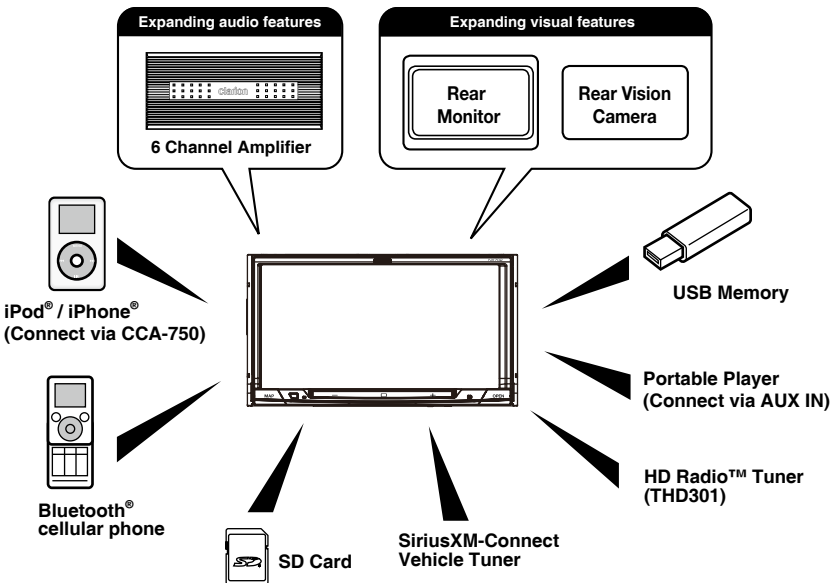 Expanding audio features
Expanding visual features
clarion
6 Channel Amplifier
Rear
Monitor
Rear Vision
Camera
iPod® / iPhone®
(Connect via CCA-750)
USB Memory
MAP
OPEN
Portable Player
(Connect via AUX IN)
Bluetooth®
cellular phone
HD Radio™ Tuner
(THD301)
SD
SD Card
SiriusXM-Connect
Vehicle Tuner